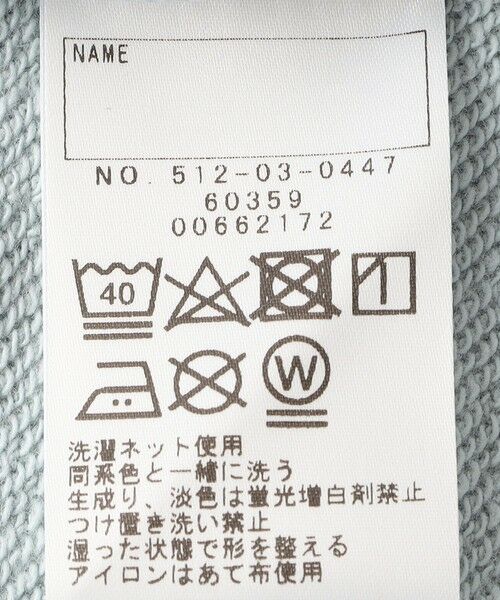 NAME
NO. 512-03-0447
60359
00662172
40
W
洗濯ネット使用
同系色と一緒に洗う
生成り、淡色は蛍光増白剤禁止
つけ置き洗い禁止
湿った状態で形を整える
アイロンはあて布使用